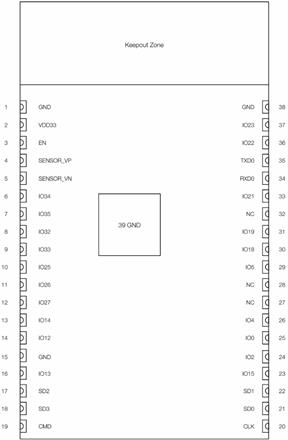 Keepout Zone
1 GND GND 38
2 VDD33 IO23 37
3 EN IO22 36
4 SENSOR_VP TXD0 35
5 SENSOR_VN RXD0 34
6 IO34 IO21 33
7 IO35 NC 32
8 IO32 IO19 31
9 IO33 IO18 30
10 IO25 IO5 29
11 IO26 NC 28
12 IO27 NC 27
13 IO14 IO4 26
14 IO12 IO0 25
15 GND IO2 24
16 IO13 IO15 23
17 SD2 SD1 22
18 SD3 SD0 21
19 CMD CLK 20
39 GND